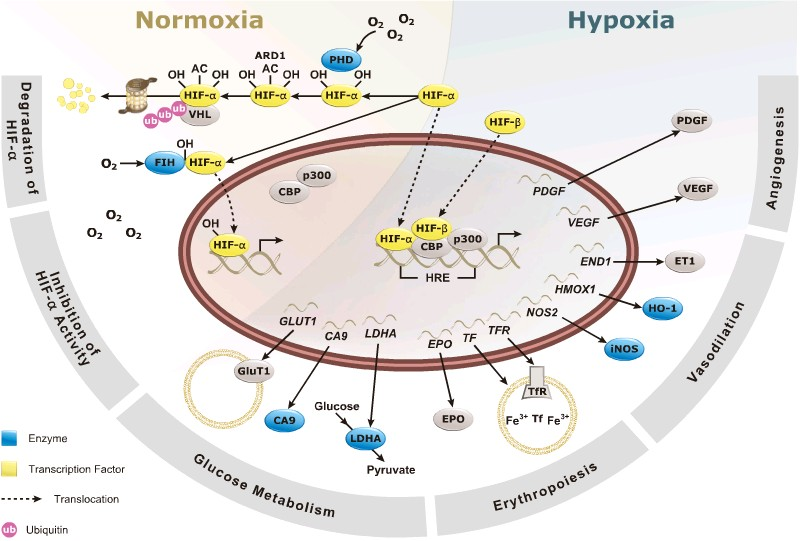 Normoxia
Hypoxia
O2
O2
O2
PHD
ARD1
AC
AC
OH
OH
OH
OH
OH
OH
HIF-α
HIF-α
HIF-α
HIF-α
ub
ub
ub
VHL
HIF-β
PDGF
Degradation of
HIF-α
Angiogenesis
O2
FIH
OH
HIF-α
p300
CBP
PDGF
VEGF
VEGF
O2
O2
O2
OH
HIF-α
HIF-α
HIF-β
CBP
p300
HRE
END1
ET1
HMOX1
HO-1
NOS2
iNOS
Inhibition of
HIF-α Activity
Vasodilation
GLUT1
CA9
LDHA
EPO
TF
TFR
GluT1
CA9
Glucose
LDHA
Pyruvate
EPO
TfR
Fe3+ Tf Fe3+
Glucose Metabolism
Erythropoiesis
Enzyme
Transcription Factor
Translocation
ub
Ubiquitin